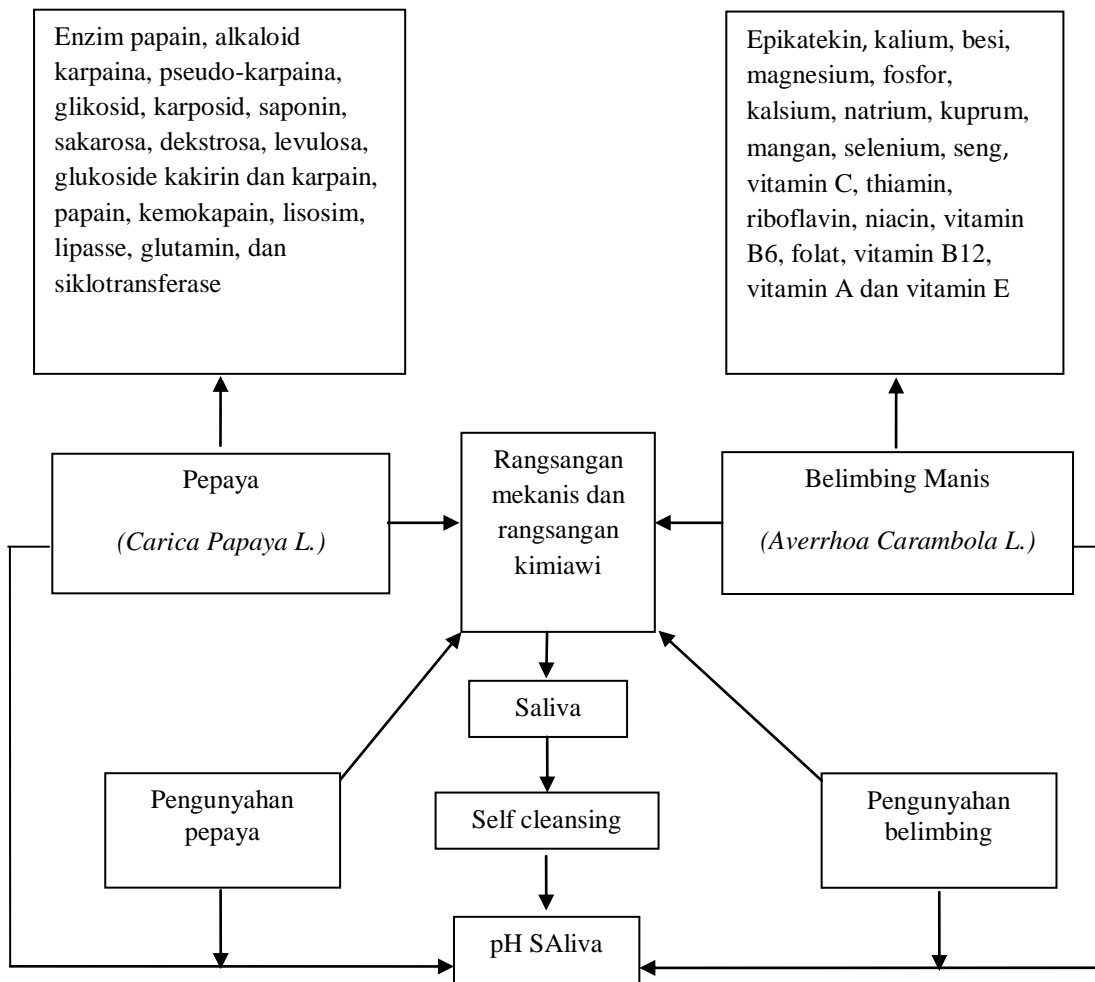 Enzim papain, alkaloid
karpaina, pseudo-karpaina,
glikosid, karposid, saponin,
sakarosa, dekstrosa, levulosa,
glukoside kakirin dan karpain,
papain, kemokapain, lisosim,
lipasse, glutamin, dan
siklotransferase
Epikatekin, kalium, besi,
magnesium, fosfor,
kalsium, natrium, kuprum,
mangan, selenium, seng,
vitamin C, thiamin,
riboflavin, niacin, vitamin
B6, folat, vitamin B12,
vitamin A dan vitamin E
Pepaya
(Carica Papaya L.)
Rangsangan
mekanis dan
rangsangan
kimiawi
Belimbing Manis
(Averrhoa Carambola L.)
Saliva
Pengunyahan
pepaya
Self cleansing
Pengunyahan
belimbing
pH SAliva